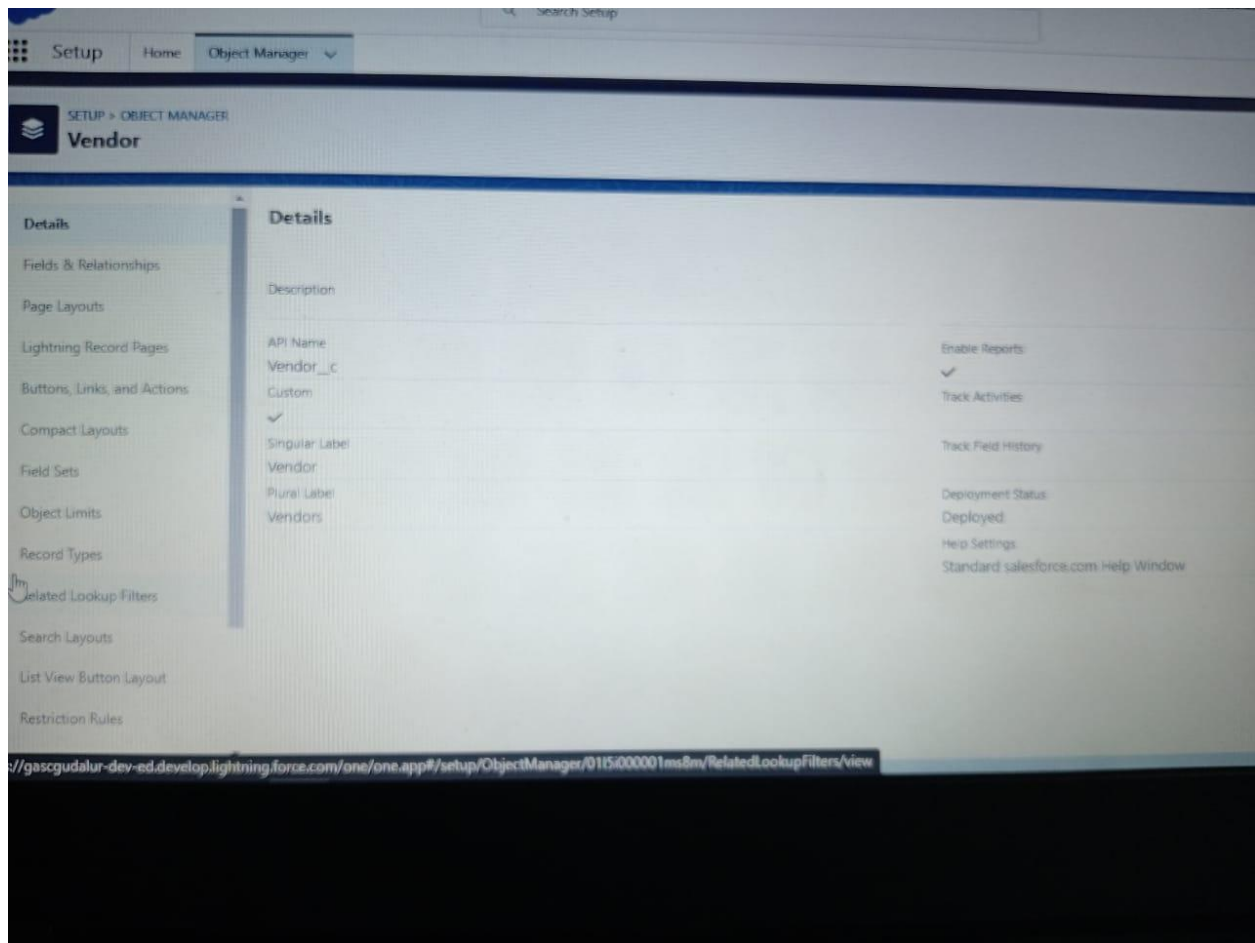 Search Setup
Setup
Home
Object Manager
SETUP > OBJECT MANAGER
Vendor
Details
Fields & Relationships
Page Layouts
Lightning Record Pages
Buttons, Links, and Actions
Compact Layouts
Field Sets
Object Limits
Record Types
Related Lookup Filters
Search Layouts
List View Button Layout
Restriction Rules
Details
Description
API Name
Vendor__c
Custom
Singular Label
Vendor
Plural Label
Vendors
Enable Reports
Track Activities
Track Field History
Deployment Status
Deployed
Help Settings
Standard salesforce.com Help Window
://gascgudalur-dev-ed.develop.lightning.force.com/one/one.app#/setup/ObjectManager/01I5i000001ms8m/RelatedLookupFilters/view